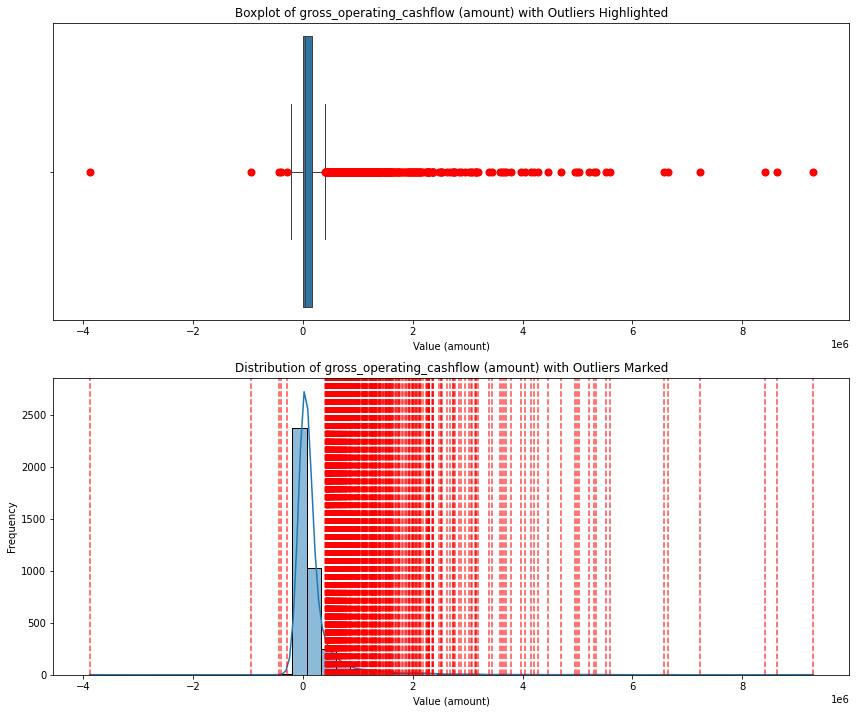 Boxplot of gross_operating_cashflow (amount) with Outliers Highlighted
−4 −2 0 2 4 6 8
Value (amount)
1e6
Distribution of gross_operating_cashflow (amount) with Outliers Marked
2500
2000
1500
1000
500
0
Frequency
−4 −2 0 2 4 6 8
Value (amount)
1e6